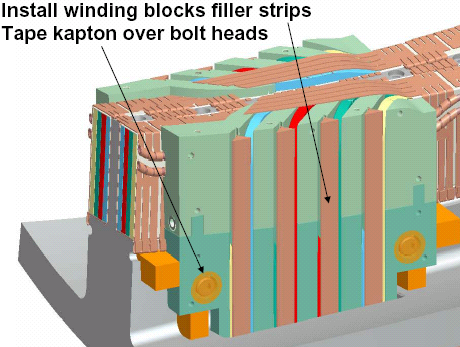 Install winding blocks filler strips
Tape kapton over bolt heads